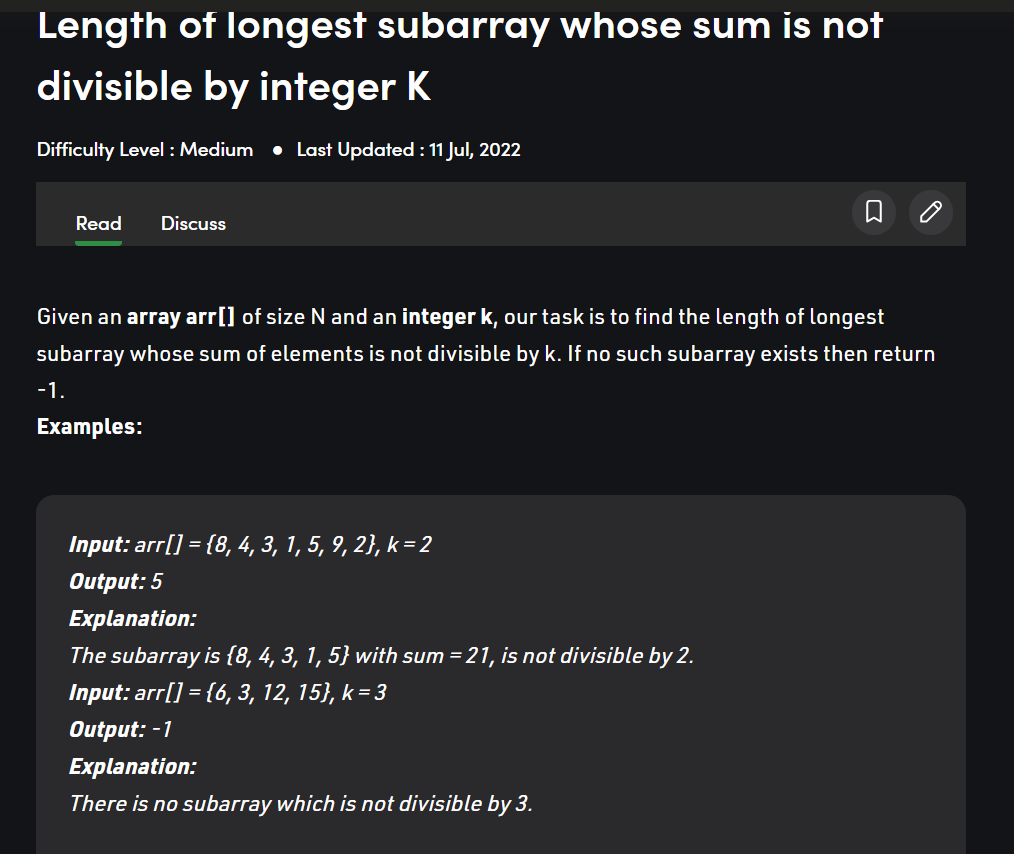 Length of longest subarray whose sum is not
divisible by integer K
Difficulty Level : Medium ● Last Updated : 11 Jul, 2022
Read Discuss
Given an array arr[] of size N and an integer k, our task is to find the length of longest
subarray whose sum of elements is not divisible by k. If no such subarray exists then return
-1.
Examples:
Input: arr[] = {8, 4, 3, 1, 5, 9, 2}, k = 2
Output: 5
Explanation:
The subarray is {8, 4, 3, 1, 5} with sum = 21, is not divisible by 2.
Input: arr[] = {6, 3, 12, 15}, k = 3
Output: -1
Explanation:
There is no subarray which is not divisible by 3.